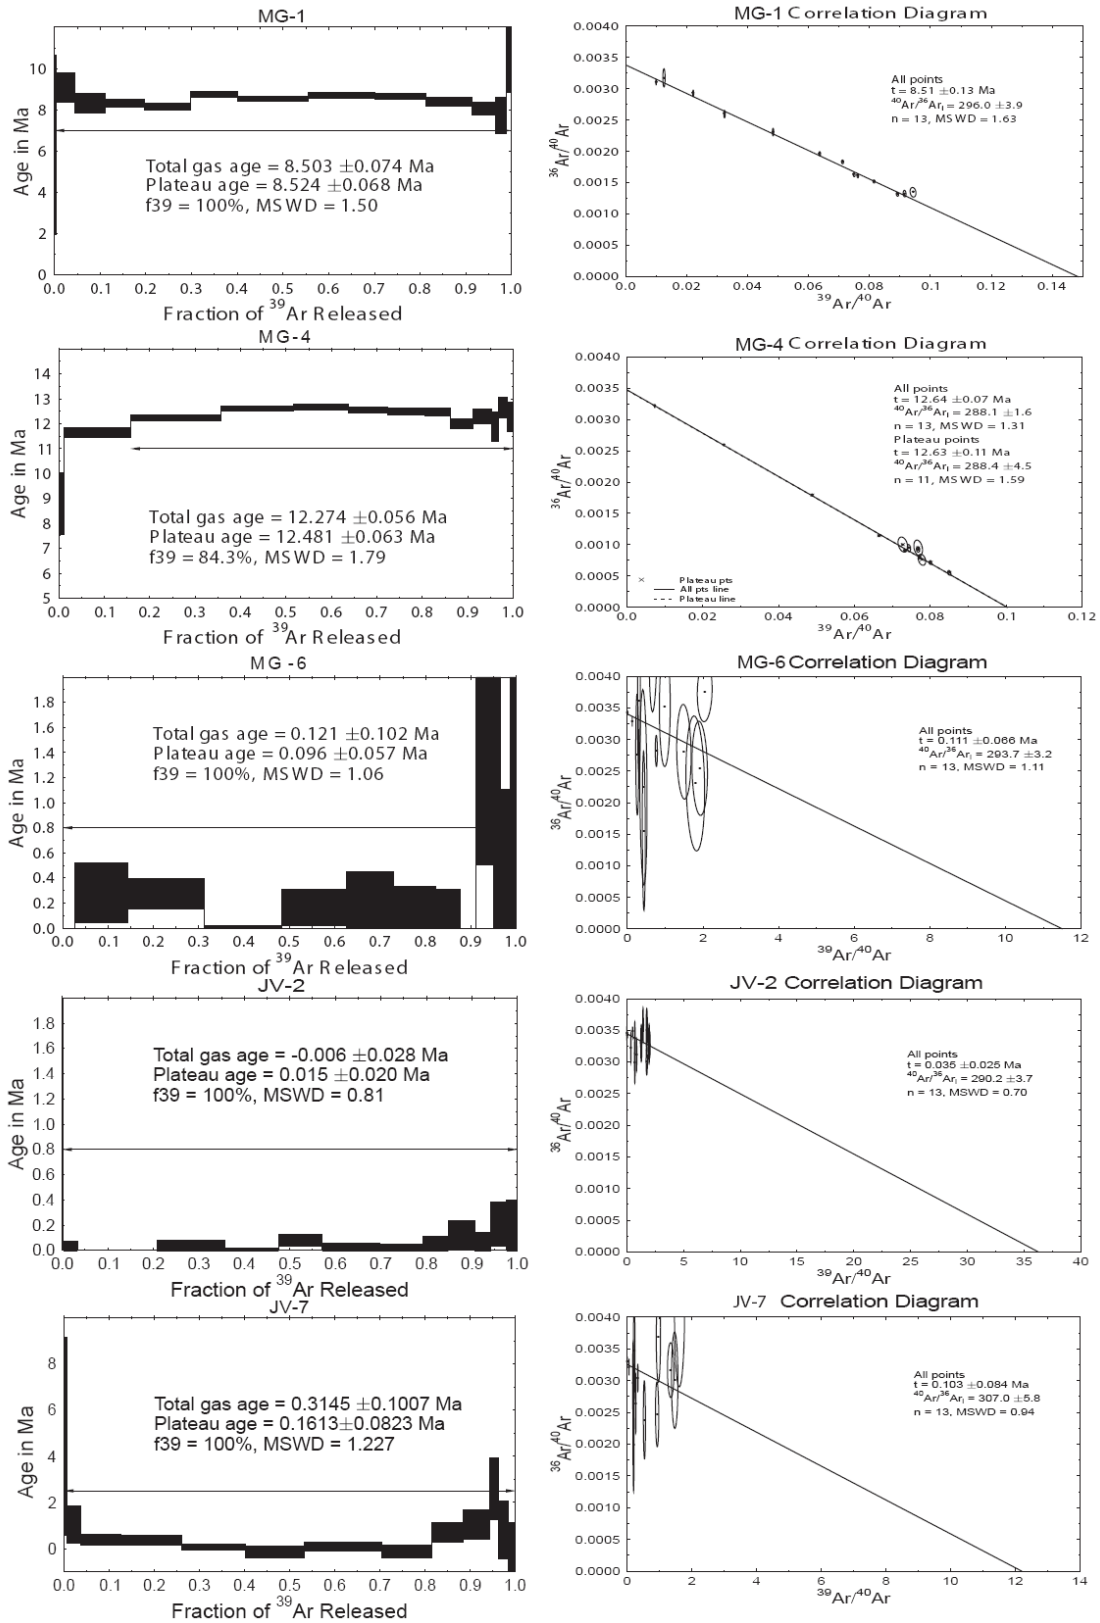 MG-1
Age in Ma
10
8
6
4
2
0
Total gas age = 8.503 ±0.074 Ma
Plateau age = 8.524 ±0.068 Ma
f39 = 100%, MSWD = 1.50
0.0 0.1 0.2 0.3 0.4 0.5 0.6 0.7 0.8 0.9 1.0
Fraction of 39Ar Released
MG-1 Correlation Diagram
36Ar/40Ar
0.0040
0.0035
0.0030
0.0025
0.0020
0.0015
0.0010
0.0005
0.0000
All points
t = 8.51 ±0.13 Ma
40Ar/36Ari = 296.0 ±3.9
n = 13, MSWD = 1.63
0.00 0.02 0.04 0.06 0.08 0.10 0.12 0.14
39Ar/40Ar
MG-4
Age in Ma
14
13
12
11
10
9
8
7
6
5
Total gas age = 12.274 ±0.056 Ma
Plateau age = 12.481 ±0.063 Ma
f39 = 84.3%, MSWD = 1.79
0.0 0.1 0.2 0.3 0.4 0.5 0.6 0.7 0.8 0.9 1.0
Fraction of 39Ar Released
MG-4 Correlation Diagram
36Ar/40Ar
0.0040
0.0035
0.0030
0.0025
0.0020
0.0015
0.0010
0.0005
0.0000
All points
t = 12.64 ±0.07 Ma
40Ar/36Ari = 288.1 ±1.6
n = 13, MSWD = 1.31
Plateau points
t = 12.63 ±0.11 Ma
40Ar/36Ari = 288.4 ±4.5
n = 11, MSWD = 1.59
× Plateau pts
All pts line
Plateau line
0.00 0.02 0.04 0.06 0.08 0.10 0.12
39Ar/40Ar
MG -6
Age in Ma
1.8
1.6
1.4
1.2
1.0
0.8
0.6
0.4
0.2
0.0
Total gas age = 0.121 ±0.102 Ma
Plateau age = 0.096 ±0.057 Ma
f39 = 100%, MSWD = 1.06
0.0 0.1 0.2 0.3 0.4 0.5 0.6 0.7 0.8 0.9 1.0
Fraction of 39Ar Released
MG-6 Correlation Diagram
36Ar/40Ar
0.0040
0.0035
0.0030
0.0025
0.0020
0.0015
0.0010
0.0005
0.0000
All points
t = 0.111 ±0.066 Ma
40Ar/36Ari = 293.7 ±3.2
n = 13, MSWD = 1.11
0 2 4 6 8 10 12
39Ar/40Ar
JV-2
Age in Ma
1.8
1.6
1.4
1.2
1.0
0.8
0.6
0.4
0.2
0.0
Total gas age = -0.006 ±0.028 Ma
Plateau age = 0.015 ±0.020 Ma
f39 = 100%, MSWD = 0.81
0.0 0.1 0.2 0.3 0.4 0.5 0.6 0.7 0.8 0.9 1.0
Fraction of 39Ar Released
JV-2 Correlation Diagram
36Ar/40Ar
0.0040
0.0035
0.0030
0.0025
0.0020
0.0015
0.0010
0.0005
0.0000
All points
t = 0.035 ±0.025 Ma
40Ar/36Ari = 290.2 ±3.7
n = 13, MSWD = 0.70
0 5 10 15 20 25 30 35 40
39Ar/40Ar
JV-7
Age in Ma
8
6
4
2
0
Total gas age = 0.3145 ±0.1007 Ma
Plateau age = 0.1613±0.0823 Ma
f39 = 100%, MSWD = 1.227
0.0 0.1 0.2 0.3 0.4 0.5 0.6 0.7 0.8 0.9 1.0
Fraction of 39Ar Released
JV-7 Correlation Diagram
36Ar/40Ar
0.0040
0.0035
0.0030
0.0025
0.0020
0.0015
0.0010
0.0005
0.0000
All points
t = 0.103 ±0.084 Ma
40Ar/36Ari = 307.0 ±5.8
n = 13, MSWD = 0.94
0 2 4 6 8 10 12 14
39Ar/40Ar